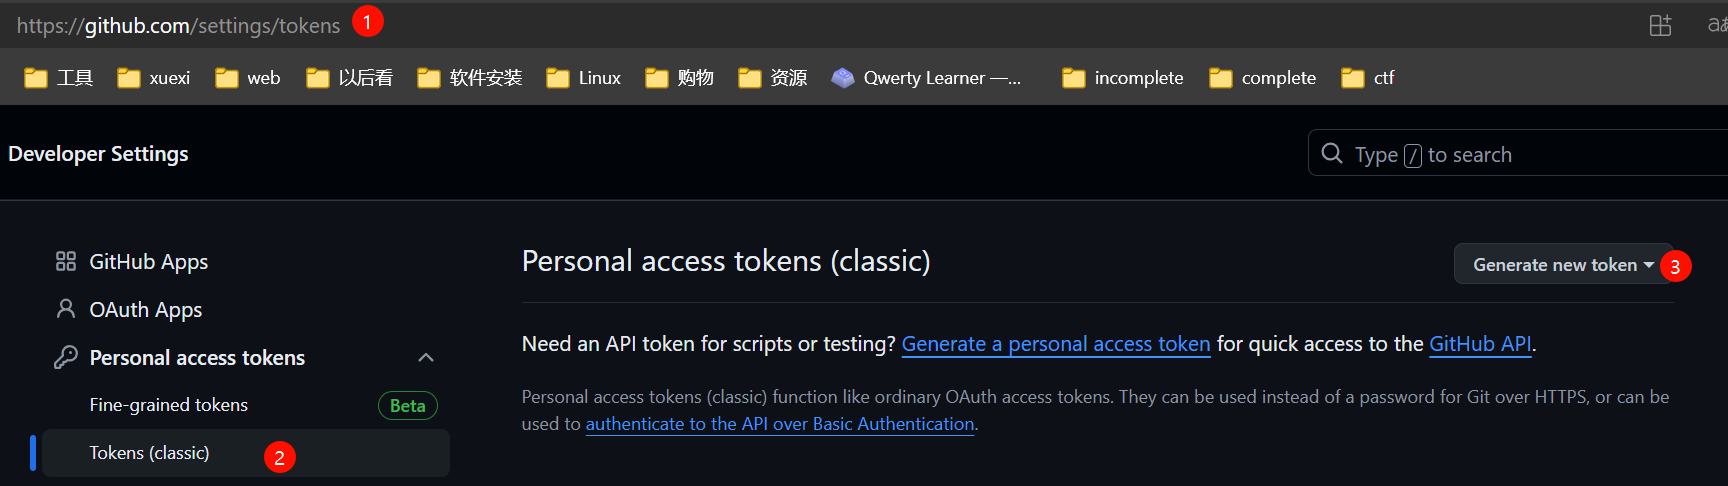 https://github.com/settings/tokens 1
工具 xuexi web 以后看 软件安装 Linux 购物 资源 Qwerty Learner —... incomplete complete ctf
Developer Settings
Type / to search
GitHub Apps
OAuth Apps
Personal access tokens
Fine-grained tokens Beta
Tokens (classic) 2
Personal access tokens (classic)
Generate new token 3
Need an API token for scripts or testing? Generate a personal access token for quick access to the GitHub API.
Personal access tokens (classic) function like ordinary OAuth access tokens. They can be used instead of a password for Git over HTTPS, or can be
used to authenticate to the API over Basic Authentication.